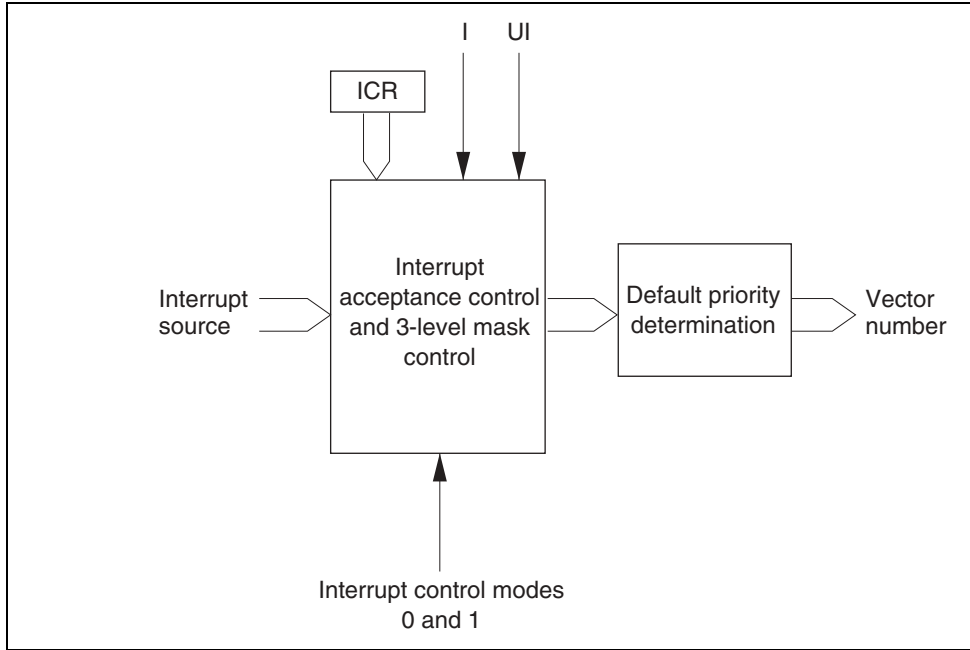 I UI
ICR
Interrupt
acceptance control
and 3-level mask
control
Interrupt
source
Default priority
determination
Vector
number
Interrupt control modes
0 and 1